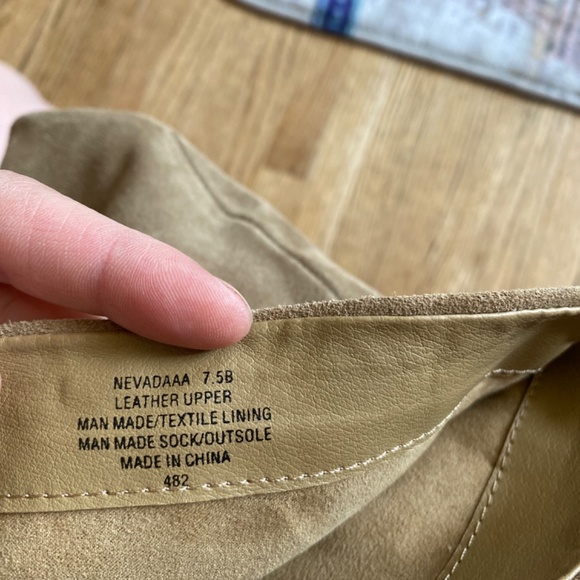 NEVADAAA 7.5B
LEATHER UPPER
MAN MADE/TEXTILE LINING
MAN MADE SOCK/OUTSOLE
MADE IN CHINA
482